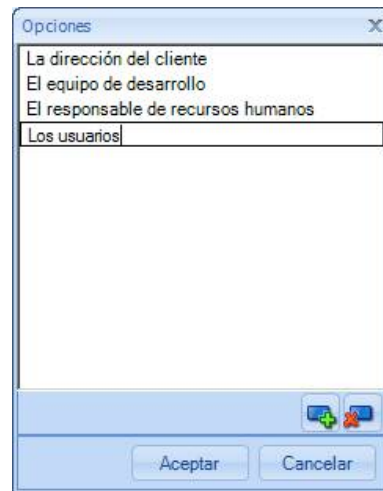 Opciones
La dirección del cliente
El equipo de desarrollo
El responsable de recursos humanos
Los usuarios
Aceptar
Cancelar